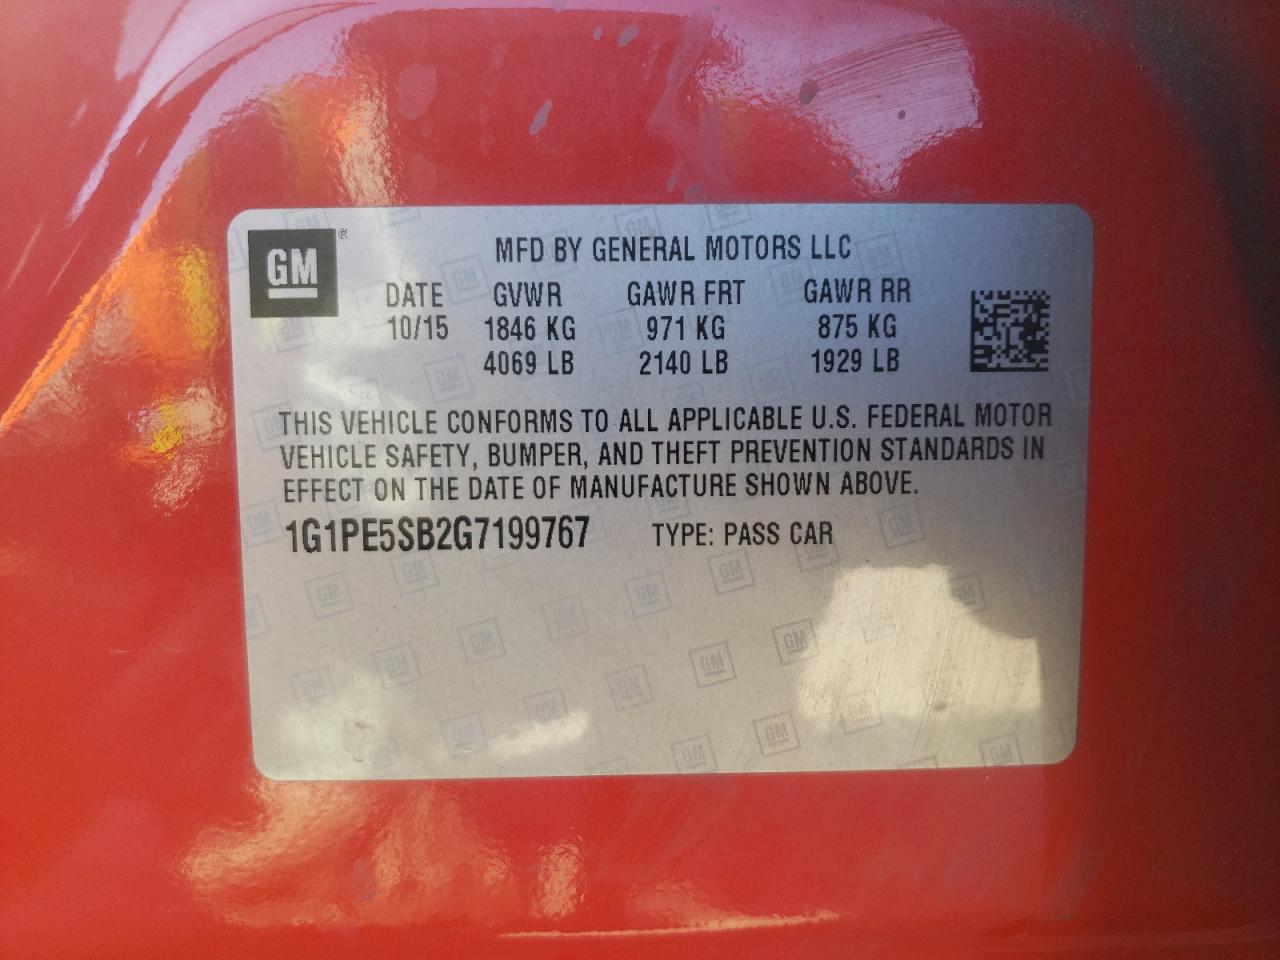 GM ®
MFD BY GENERAL MOTORS LLC
DATE GVWR GAWR FRT GAWR RR
10/15 1846 KG 971 KG 875 KG
4069 LB 2140 LB 1929 LB
THIS VEHICLE CONFORMS TO ALL APPLICABLE U.S. FEDERAL MOTOR
VEHICLE SAFETY, BUMPER, AND THEFT PREVENTION STANDARDS IN
EFFECT ON THE DATE OF MANUFACTURE SHOWN ABOVE.
1G1PE5SB2G7199767 TYPE: PASS CAR